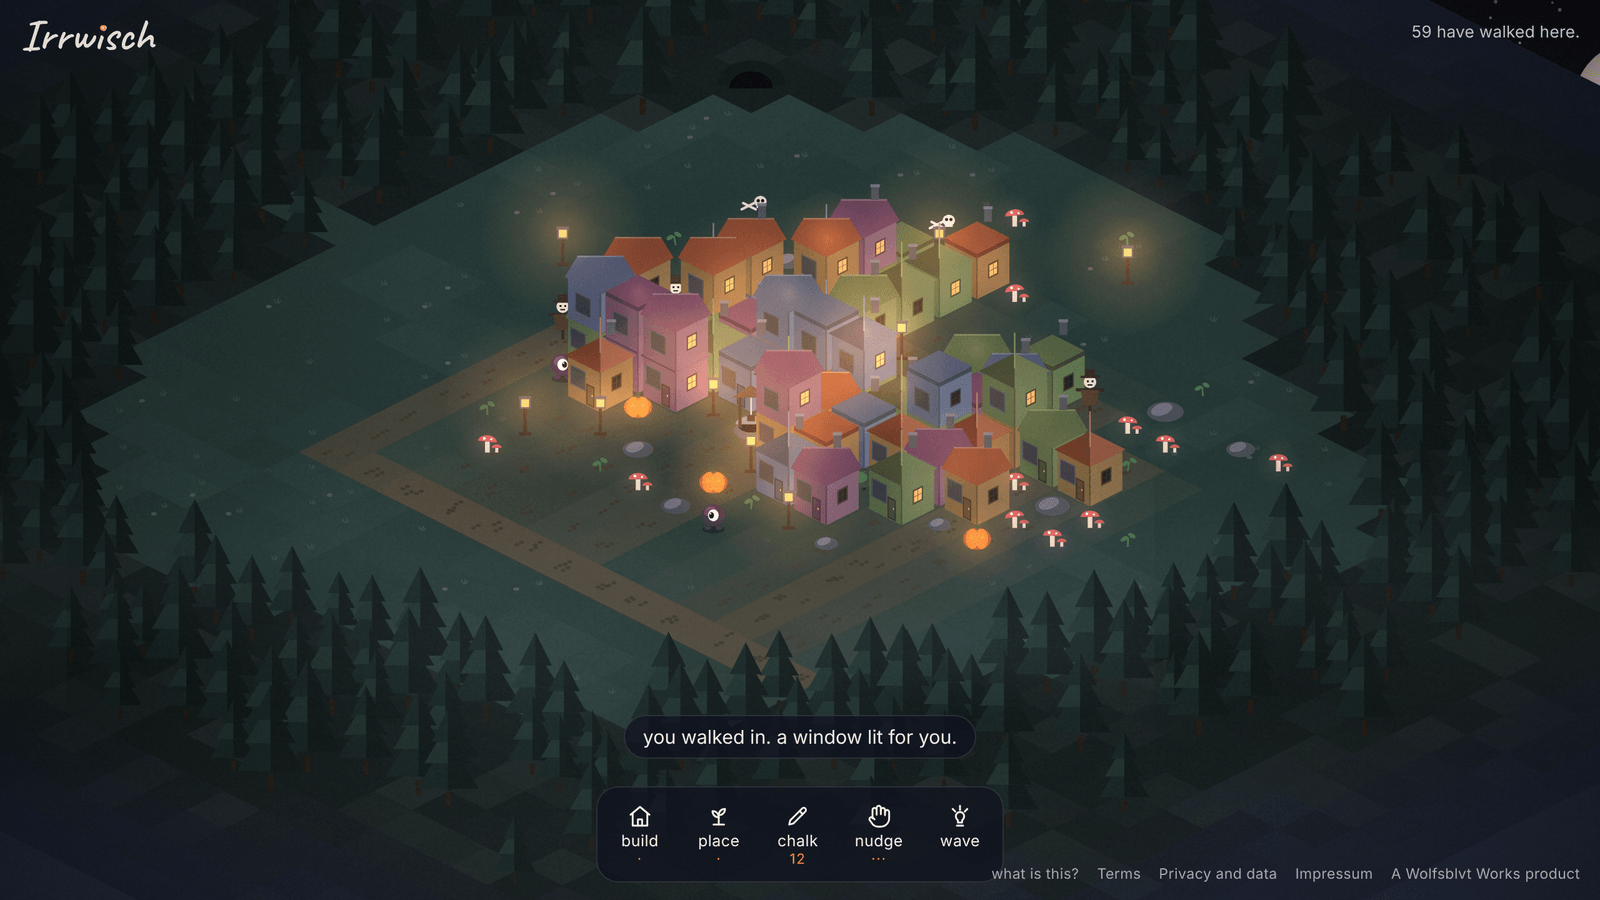 Irrwisch
59 have walked here.
you walked in. a window lit for you.
build
place
chalk
nudge
wave
12
what is this?
Terms
Privacy and data
Impressum
A Wolfsblvt Works product